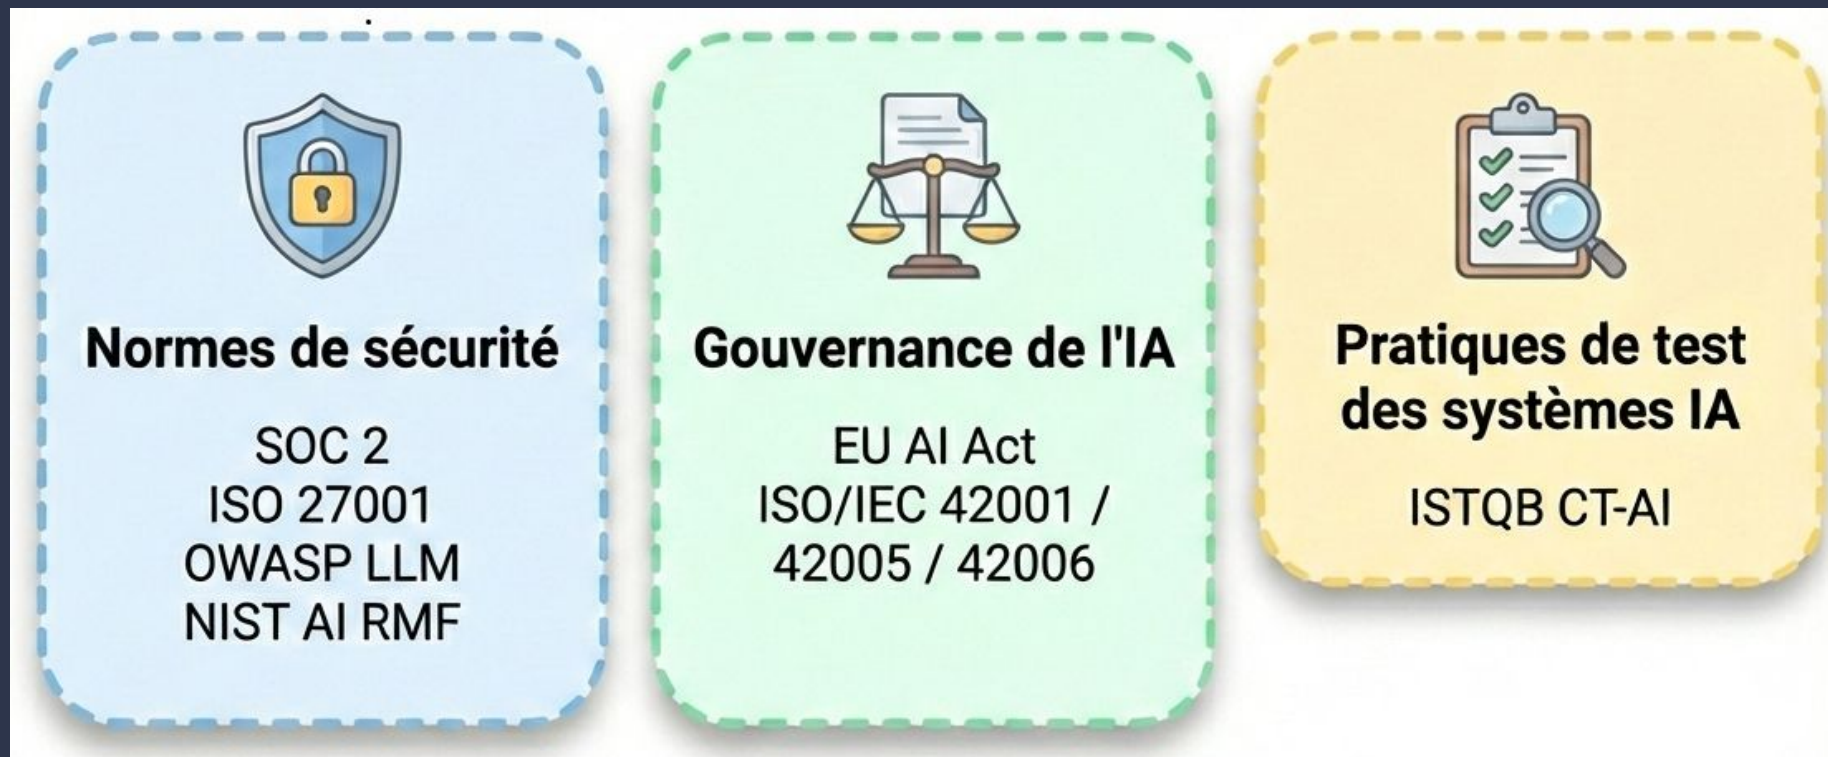 Normes de sécurité
SOC 2
ISO 27001
OWASP LLM
NIST AI RMF
Gouvernance de l'IA
EU AI Act
ISO/IEC 42001 /
42005 / 42006
Pratiques de test
des systèmes IA
ISTQB CT-AI